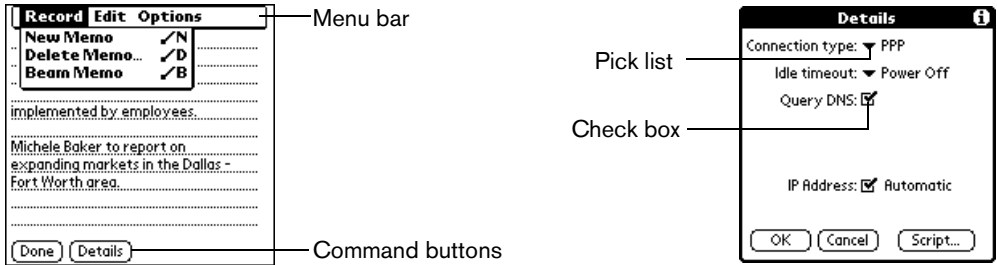 Record Edit Options
Menu bar
New Memo ✓N
Delete Memo... ✓D
Beam Memo ✓B
implemented by employees.
Michele Baker to report on
expanding markets in the Dallas -
Fort Worth area.
Done Details
Command buttons
Details i
Connection type: PPP
Pick list
Idle timeout: Power Off
Query DNS:
Check box
IP Address: Automatic
OK Cancel Script...